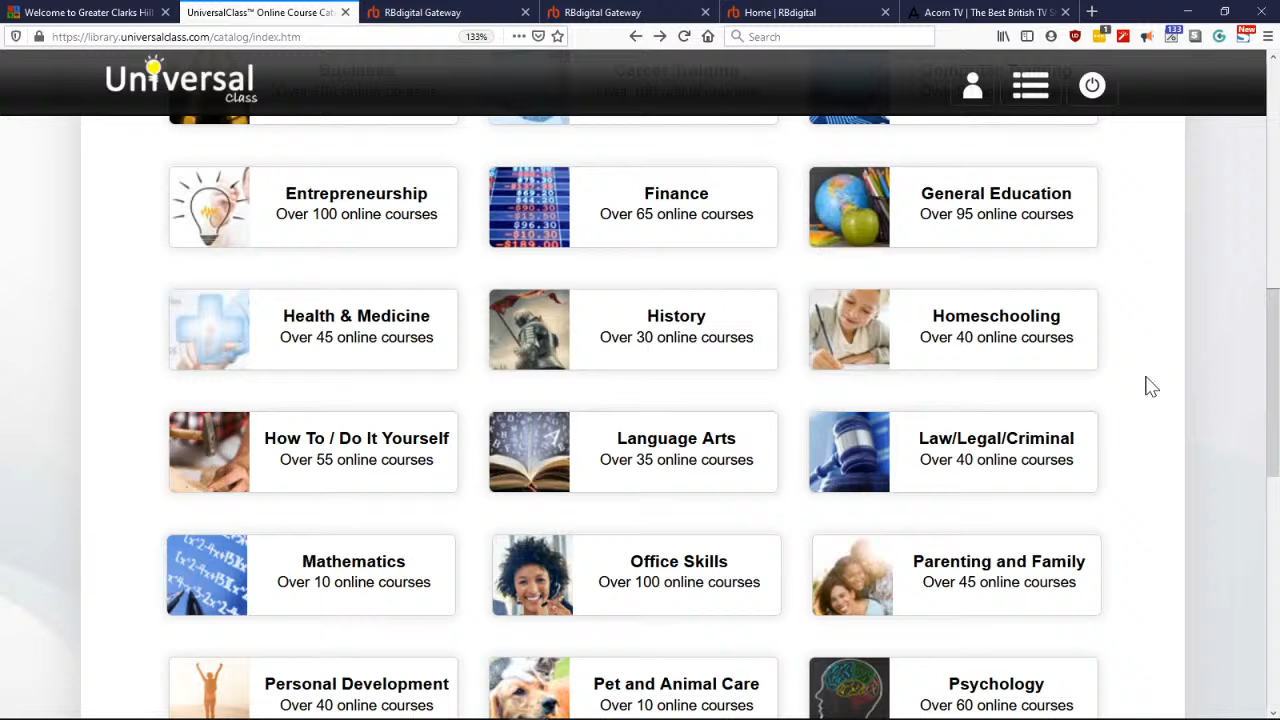 Welcome to Greater Clarks Hill
UniversalClass™ Online Course Cat
RBdigital Gateway
RBdigital Gateway
Home | RBdigital
Acorn TV | The Best British TV S
https://library.universalclass.com/catalog/index.htm
133%
Search
133
New
1
Universal
Class
Entrepreneurship
Over 100 online courses
Finance
Over 65 online courses
General Education
Over 95 online courses
Health & Medicine
Over 45 online courses
History
Over 30 online courses
Homeschooling
Over 40 online courses
How To / Do It Yourself
Over 55 online courses
Language Arts
Over 35 online courses
Law/Legal/Criminal
Over 40 online courses
Mathematics
Over 10 online courses
Office Skills
Over 100 online courses
Parenting and Family
Over 45 online courses
Personal Development
Over 40 online courses
Pet and Animal Care
Over 10 online courses
Psychology
Over 60 online courses